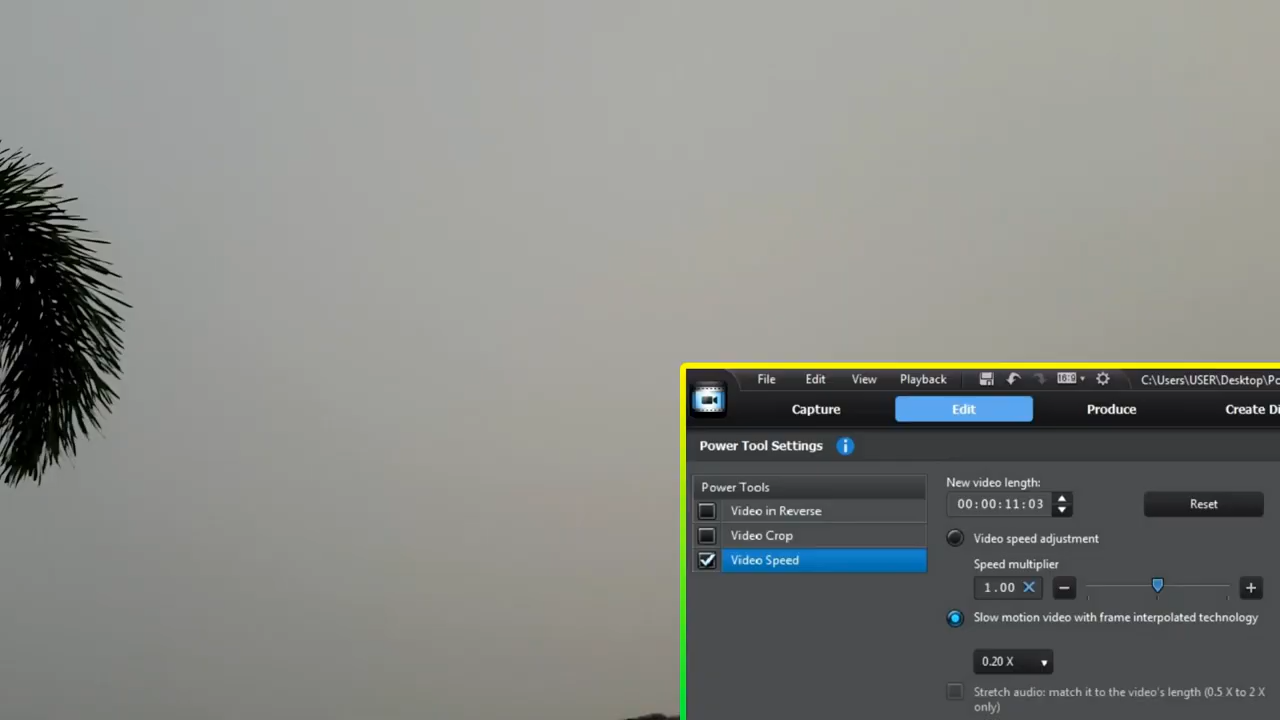 File Edit View Playback C:\Users\USER\Desktop\Po
Capture Edit Produce Create Di
Power Tool Settings
Power Tools
Video in Reverse
Video Crop
Video Speed
New video length:
00:00:11:03 Reset
Video speed adjustment
Speed multiplier
1.00
Slow motion video with frame interpolated technology
0.20 X
Stretch audio: match it to the video's length (0.5 X to 2 X
only)